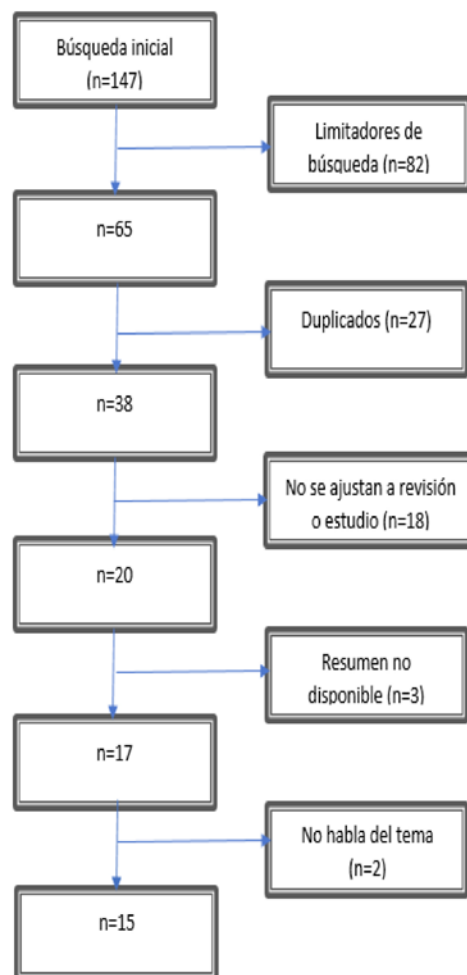 Búsqueda inicial
(n=147)
Limitadores de
búsqueda (n=82)
n=65
Duplicados (n=27)
n=38
No se ajustan a revisión
o estudio (n=18)
n=20
Resumen no
disponible (n=3)
n=17
No habla del tema
(n=2)
n=15